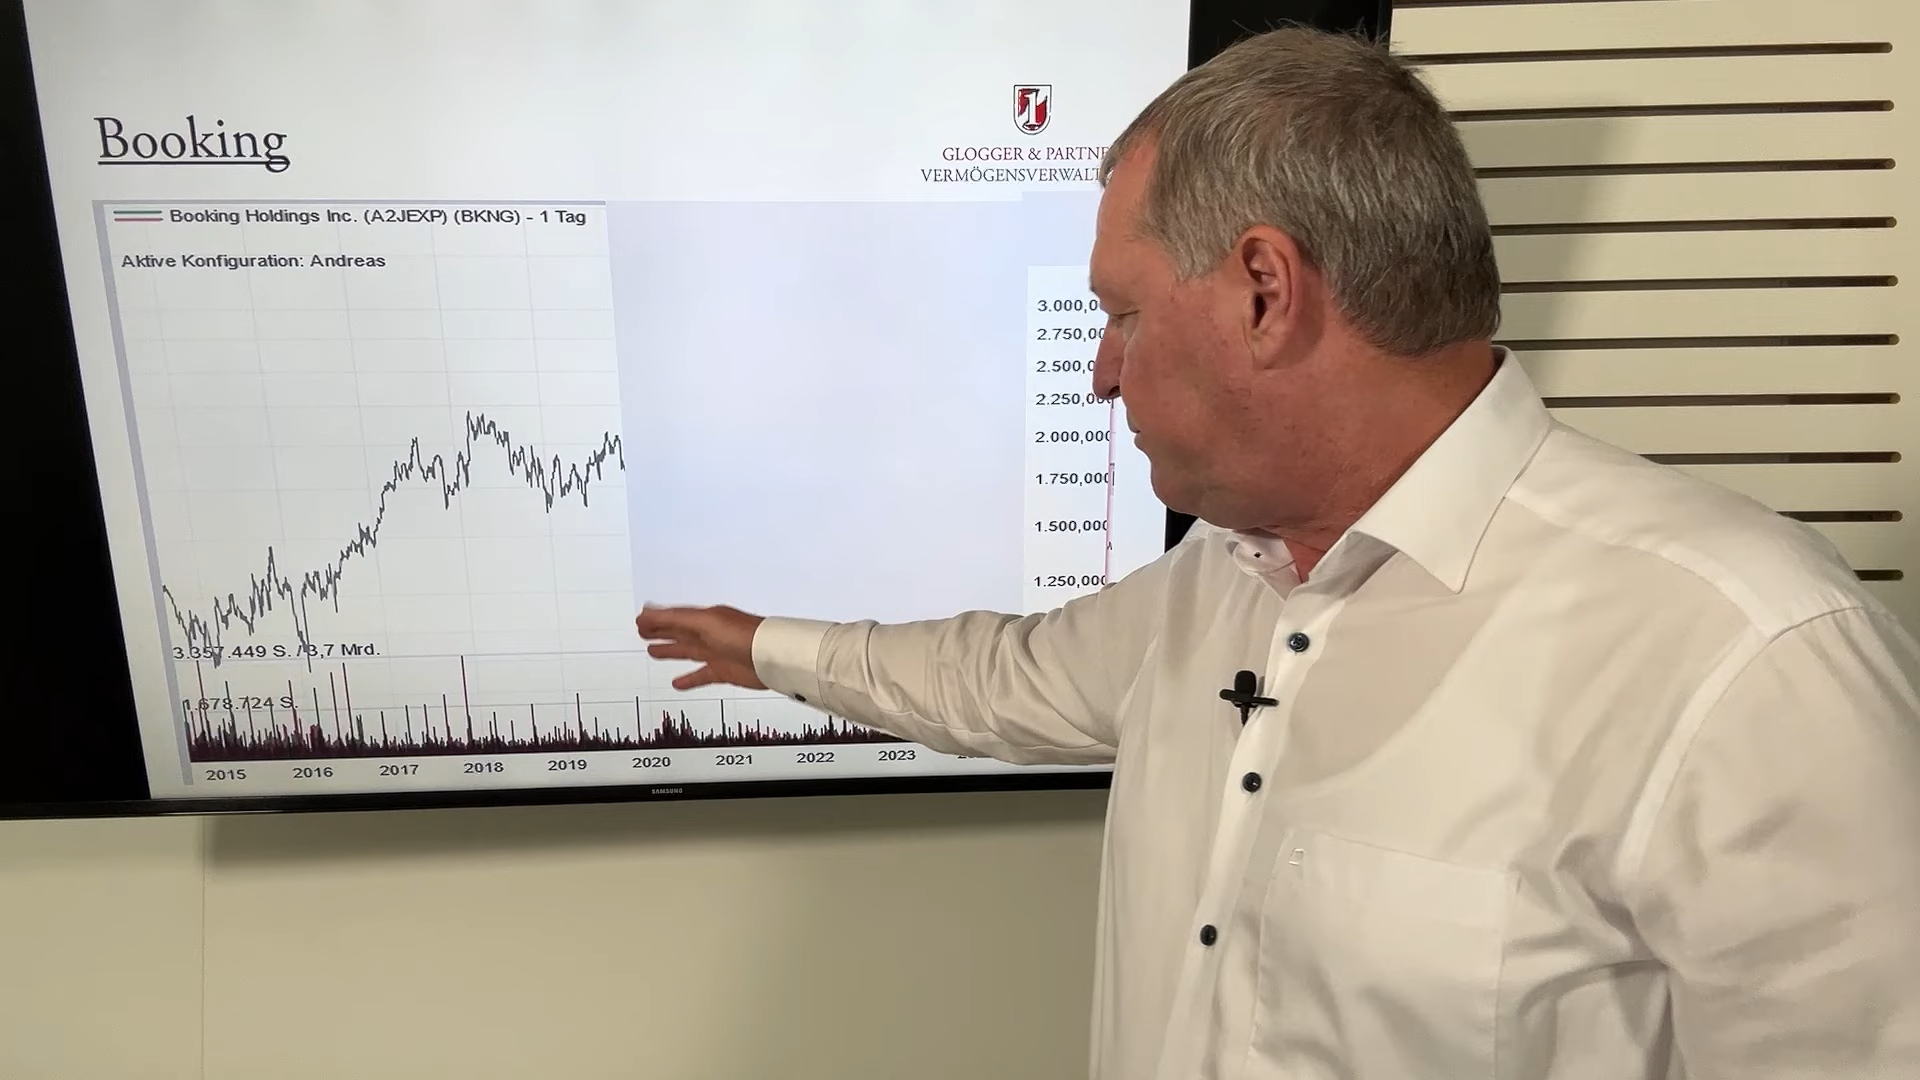 Booking
GLOGGER & PARTNE
VERMÖGENSVERWALT
Booking Holdings Inc. (A2JEXP) (BKNG) - 1 Tag
Aktive Konfiguration: Andreas
3.000,0
2.750,00
2.500,0
2.250,00
2.000,000
1.750,000
1.500,000
1.250,000
3.357.449 S. / 3,7 Mrd.
1.678.724 S.
2015 2016 2017 2018 2019 2020 2021 2022 2023
SAMSUNG